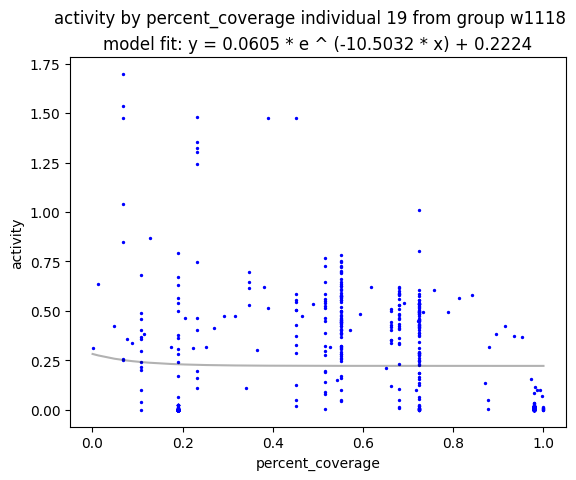 activity by percent_coverage individual 19 from group w1118
model fit: y = 0.0605 * e ^ (-10.5032 * x) + 0.2224
1.75
1.50
1.25
1.00
0.75
0.50
0.25
0.00
activity
0.0 0.2 0.4 0.6 0.8 1.0
percent_coverage